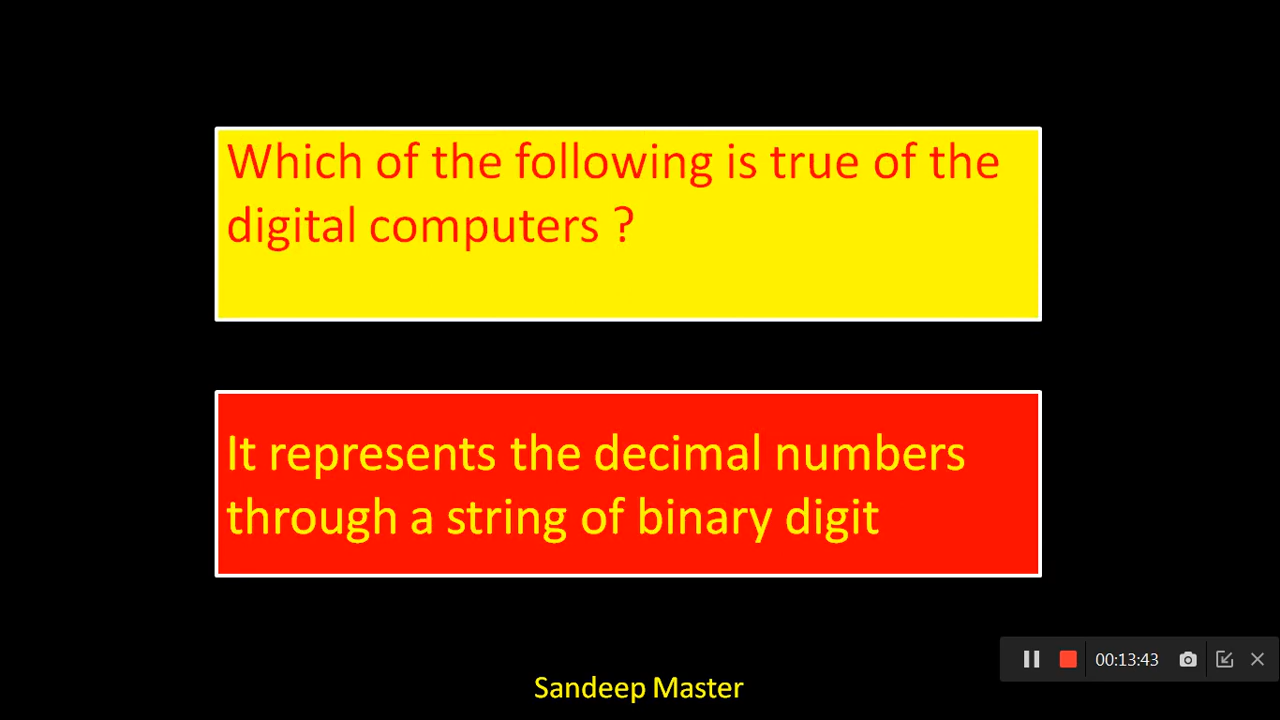 Which of the following is true of the
digital computers ?
It represents the decimal numbers
through a string of binary digit
00:13:43
Sandeep Master